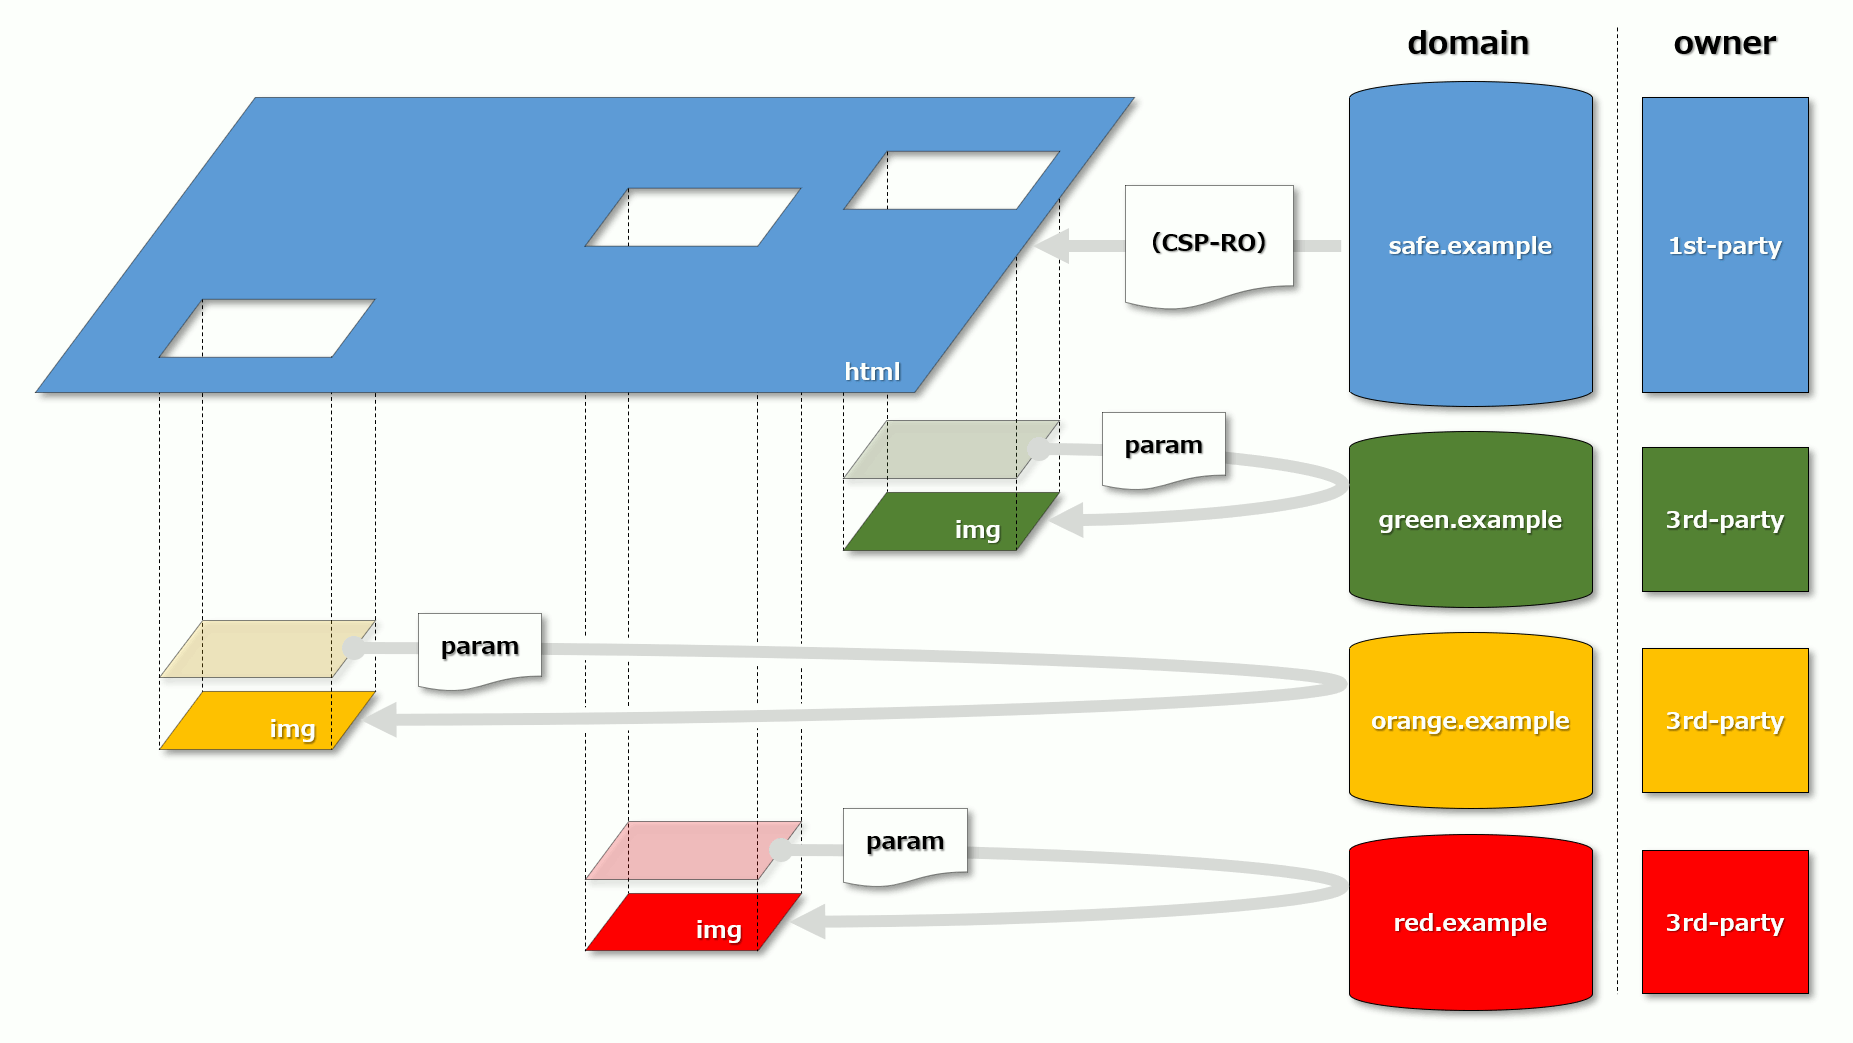 domain
owner
(CSP-RO)
safe.example
1st-party
html
param
img
green.example
3rd-party
param
img
orange.example
3rd-party
param
img
red.example
3rd-party